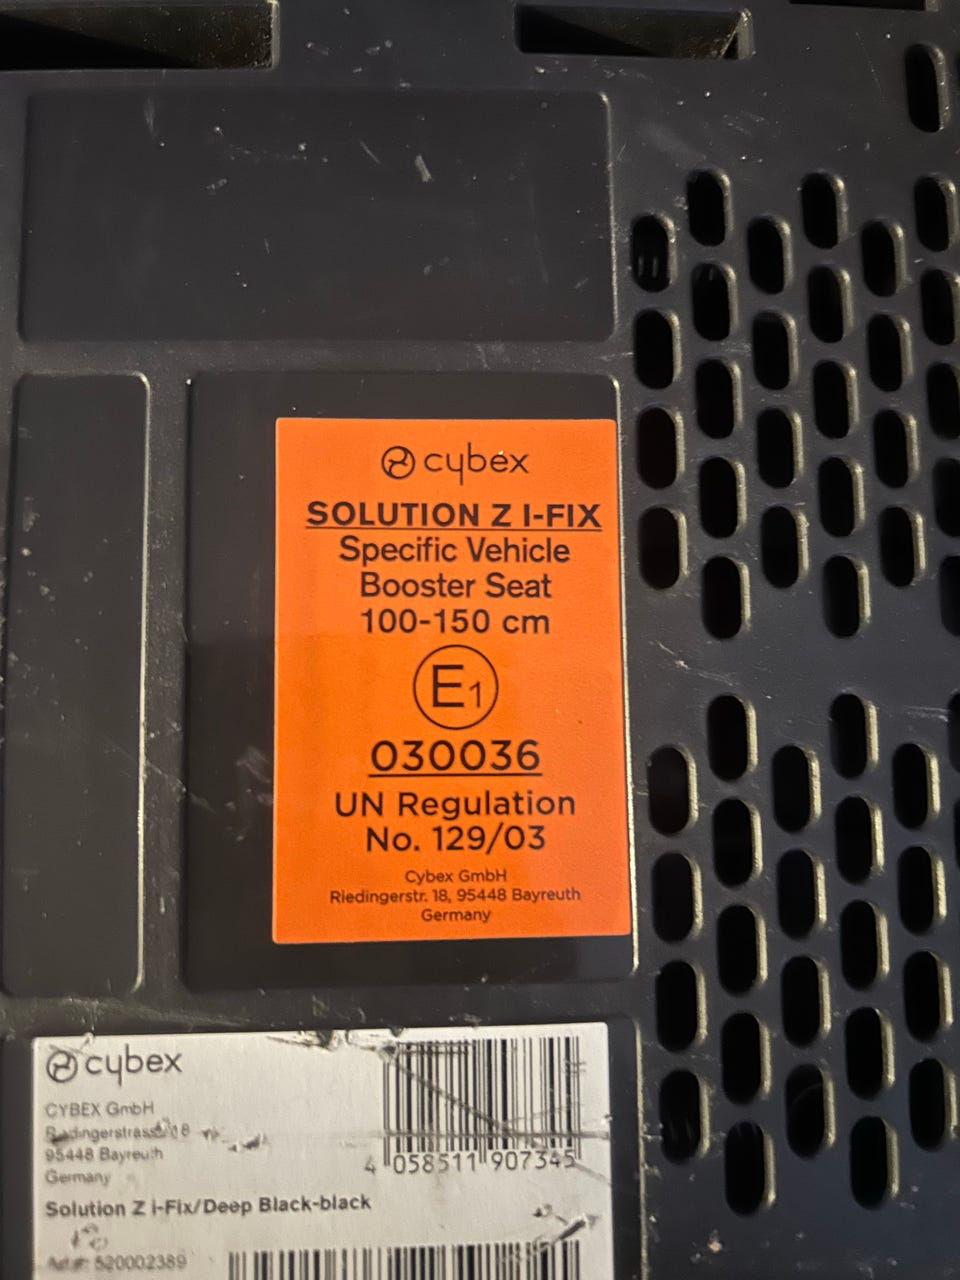 cybex
SOLUTION Z I-FIX
Specific Vehicle
Booster Seat
100-150 cm
E1
030036
UN Regulation
No. 129/03
Cybex GmbH
Riedingerstr. 18, 95448 Bayreuth
Germany
cybex
CYBEX GmbH
95448 Bayreuth
Germany
4 058511 907345
Solution Z i-Fix/Deep Black-black
520002389